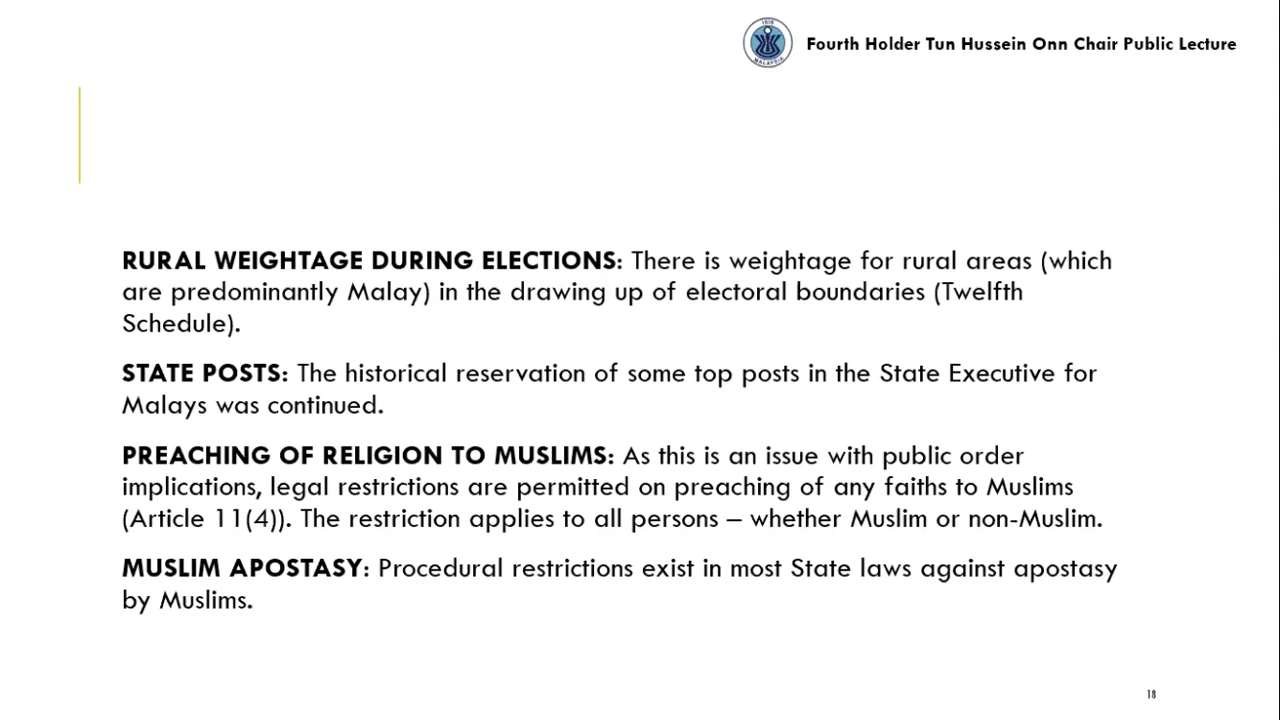 ISIS
MALAYSIA
Fourth Holder Tun Hussein Onn Chair Public Lecture
RURAL WEIGHTAGE DURING ELECTIONS: There is weightage for rural areas (which
are predominantly Malay) in the drawing up of electoral boundaries (Twelfth
Schedule).
STATE POSTS: The historical reservation of some top posts in the State Executive for
Malays was continued.
PREACHING OF RELIGION TO MUSLIMS: As this is an issue with public order
implications, legal restrictions are permitted on preaching of any faiths to Muslims
(Article 11(4)). The restriction applies to all persons – whether Muslim or non-Muslim.
MUSLIM APOSTASY: Procedural restrictions exist in most State laws against apostasy
by Muslims.
18